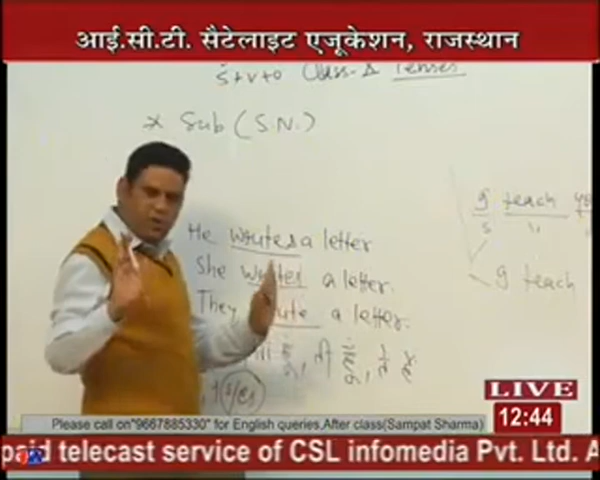 आई.सी.टी. सैटेलाइट एजूकेशन, राजस्थान
S+V+O Class-Δ Tenses
* Sub (S.N.)
He writes a letter
She writes a letter.
They a letter.
g teach
g teach
(s/es)
LIVE
12:44
Please call on"9667885330" for English queries,After class(Sampat Sharma)
paid telecast service of CSL infomedia Pvt. Ltd. A